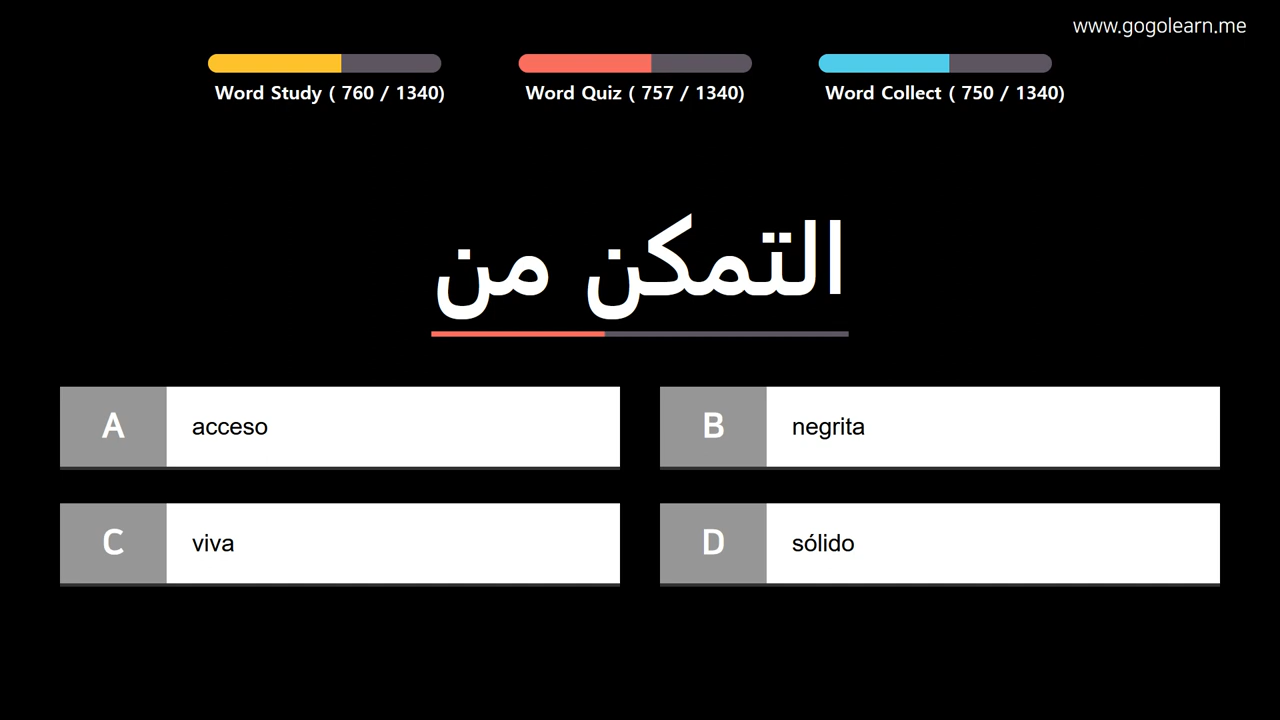 www.gogolearn.me
Word Study ( 760 / 1340)
Word Quiz ( 757 / 1340)
Word Collect ( 750 / 1340)
التمكن من
A acceso
B negrita
C viva
D sólido